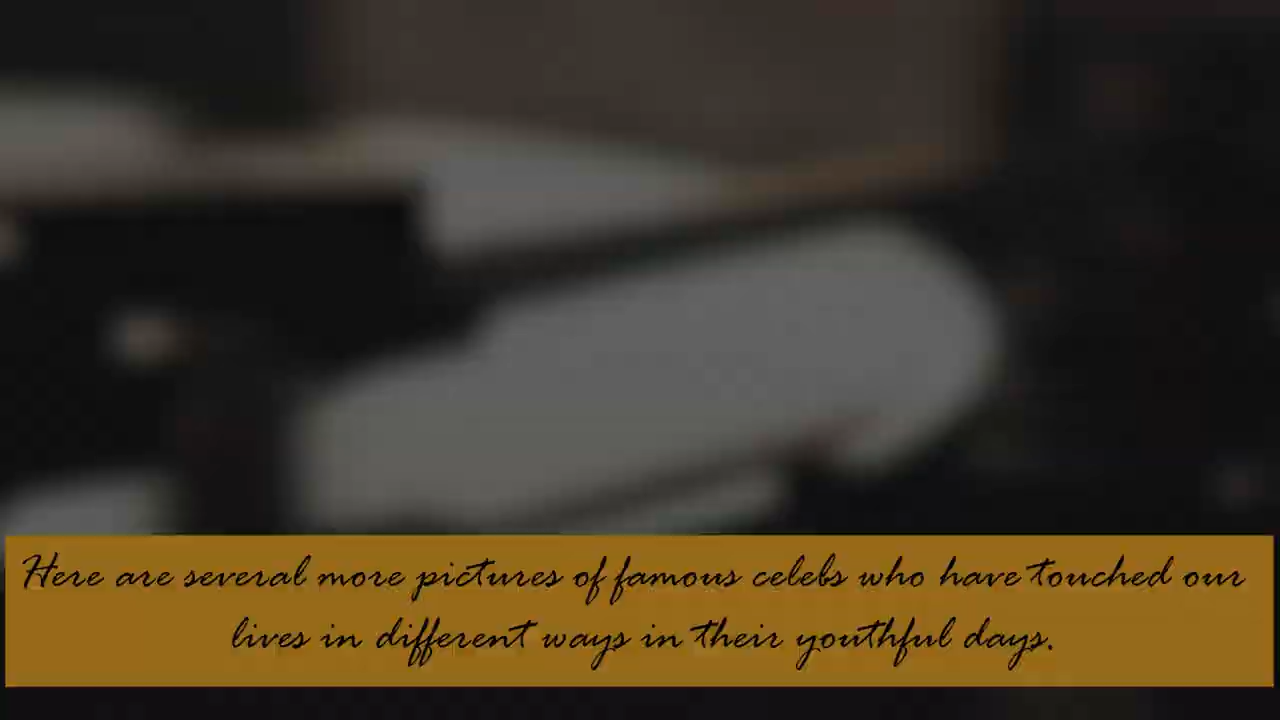 Here are several more pictures of famous celebs who have touched our
lives in different ways in their youthful days.